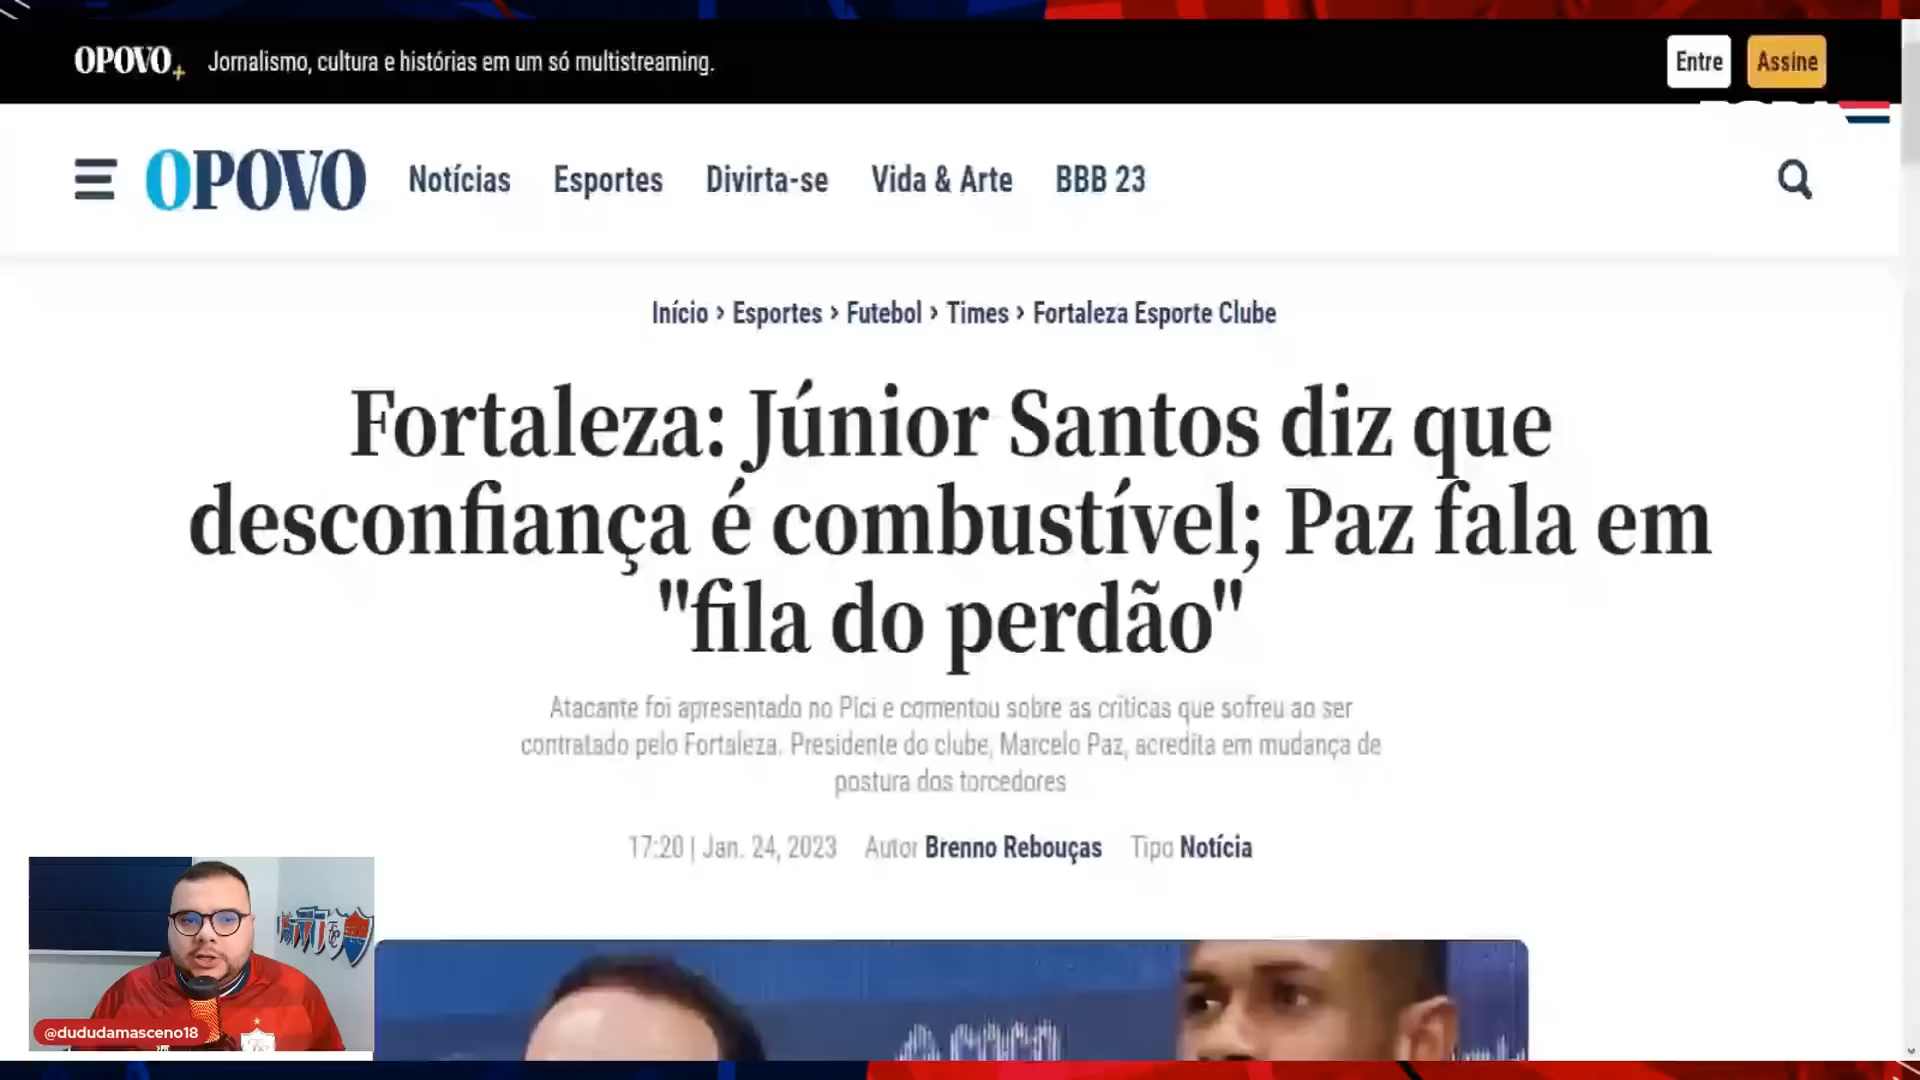 OPOVO+ Jornalismo, cultura e histórias em um só multistreaming. Entre Assine
OPOVO Notícias Esportes Divirta-se Vida & Arte BBB 23
Início › Esportes › Futebol › Times › Fortaleza Esporte Clube
Fortaleza: Júnior Santos diz que
desconfiança é combustível; Paz fala em
"fila do perdão"
Atacante foi apresentado no Pici e comentou sobre as críticas que sofreu ao ser
contratado pelo Fortaleza. Presidente do clube, Marcelo Paz, acredita em mudança de
postura dos torcedores
17:20 | Jan. 24, 2023 Autor Brenno Rebouças Tipo Notícia
@dududamasceno18